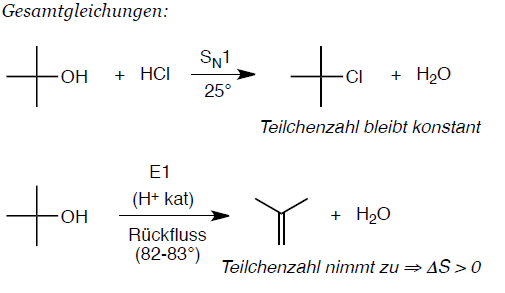 Gesamtgleichungen:
OH + HCl S_N1 25° Cl + H₂O
Teilchenzahl bleibt konstant
E1
(H⁺ kat)
OH + H₂O
Rückfluss
(82-83°)
Teilchenzahl nimmt zu ⇒ ΔS > 0